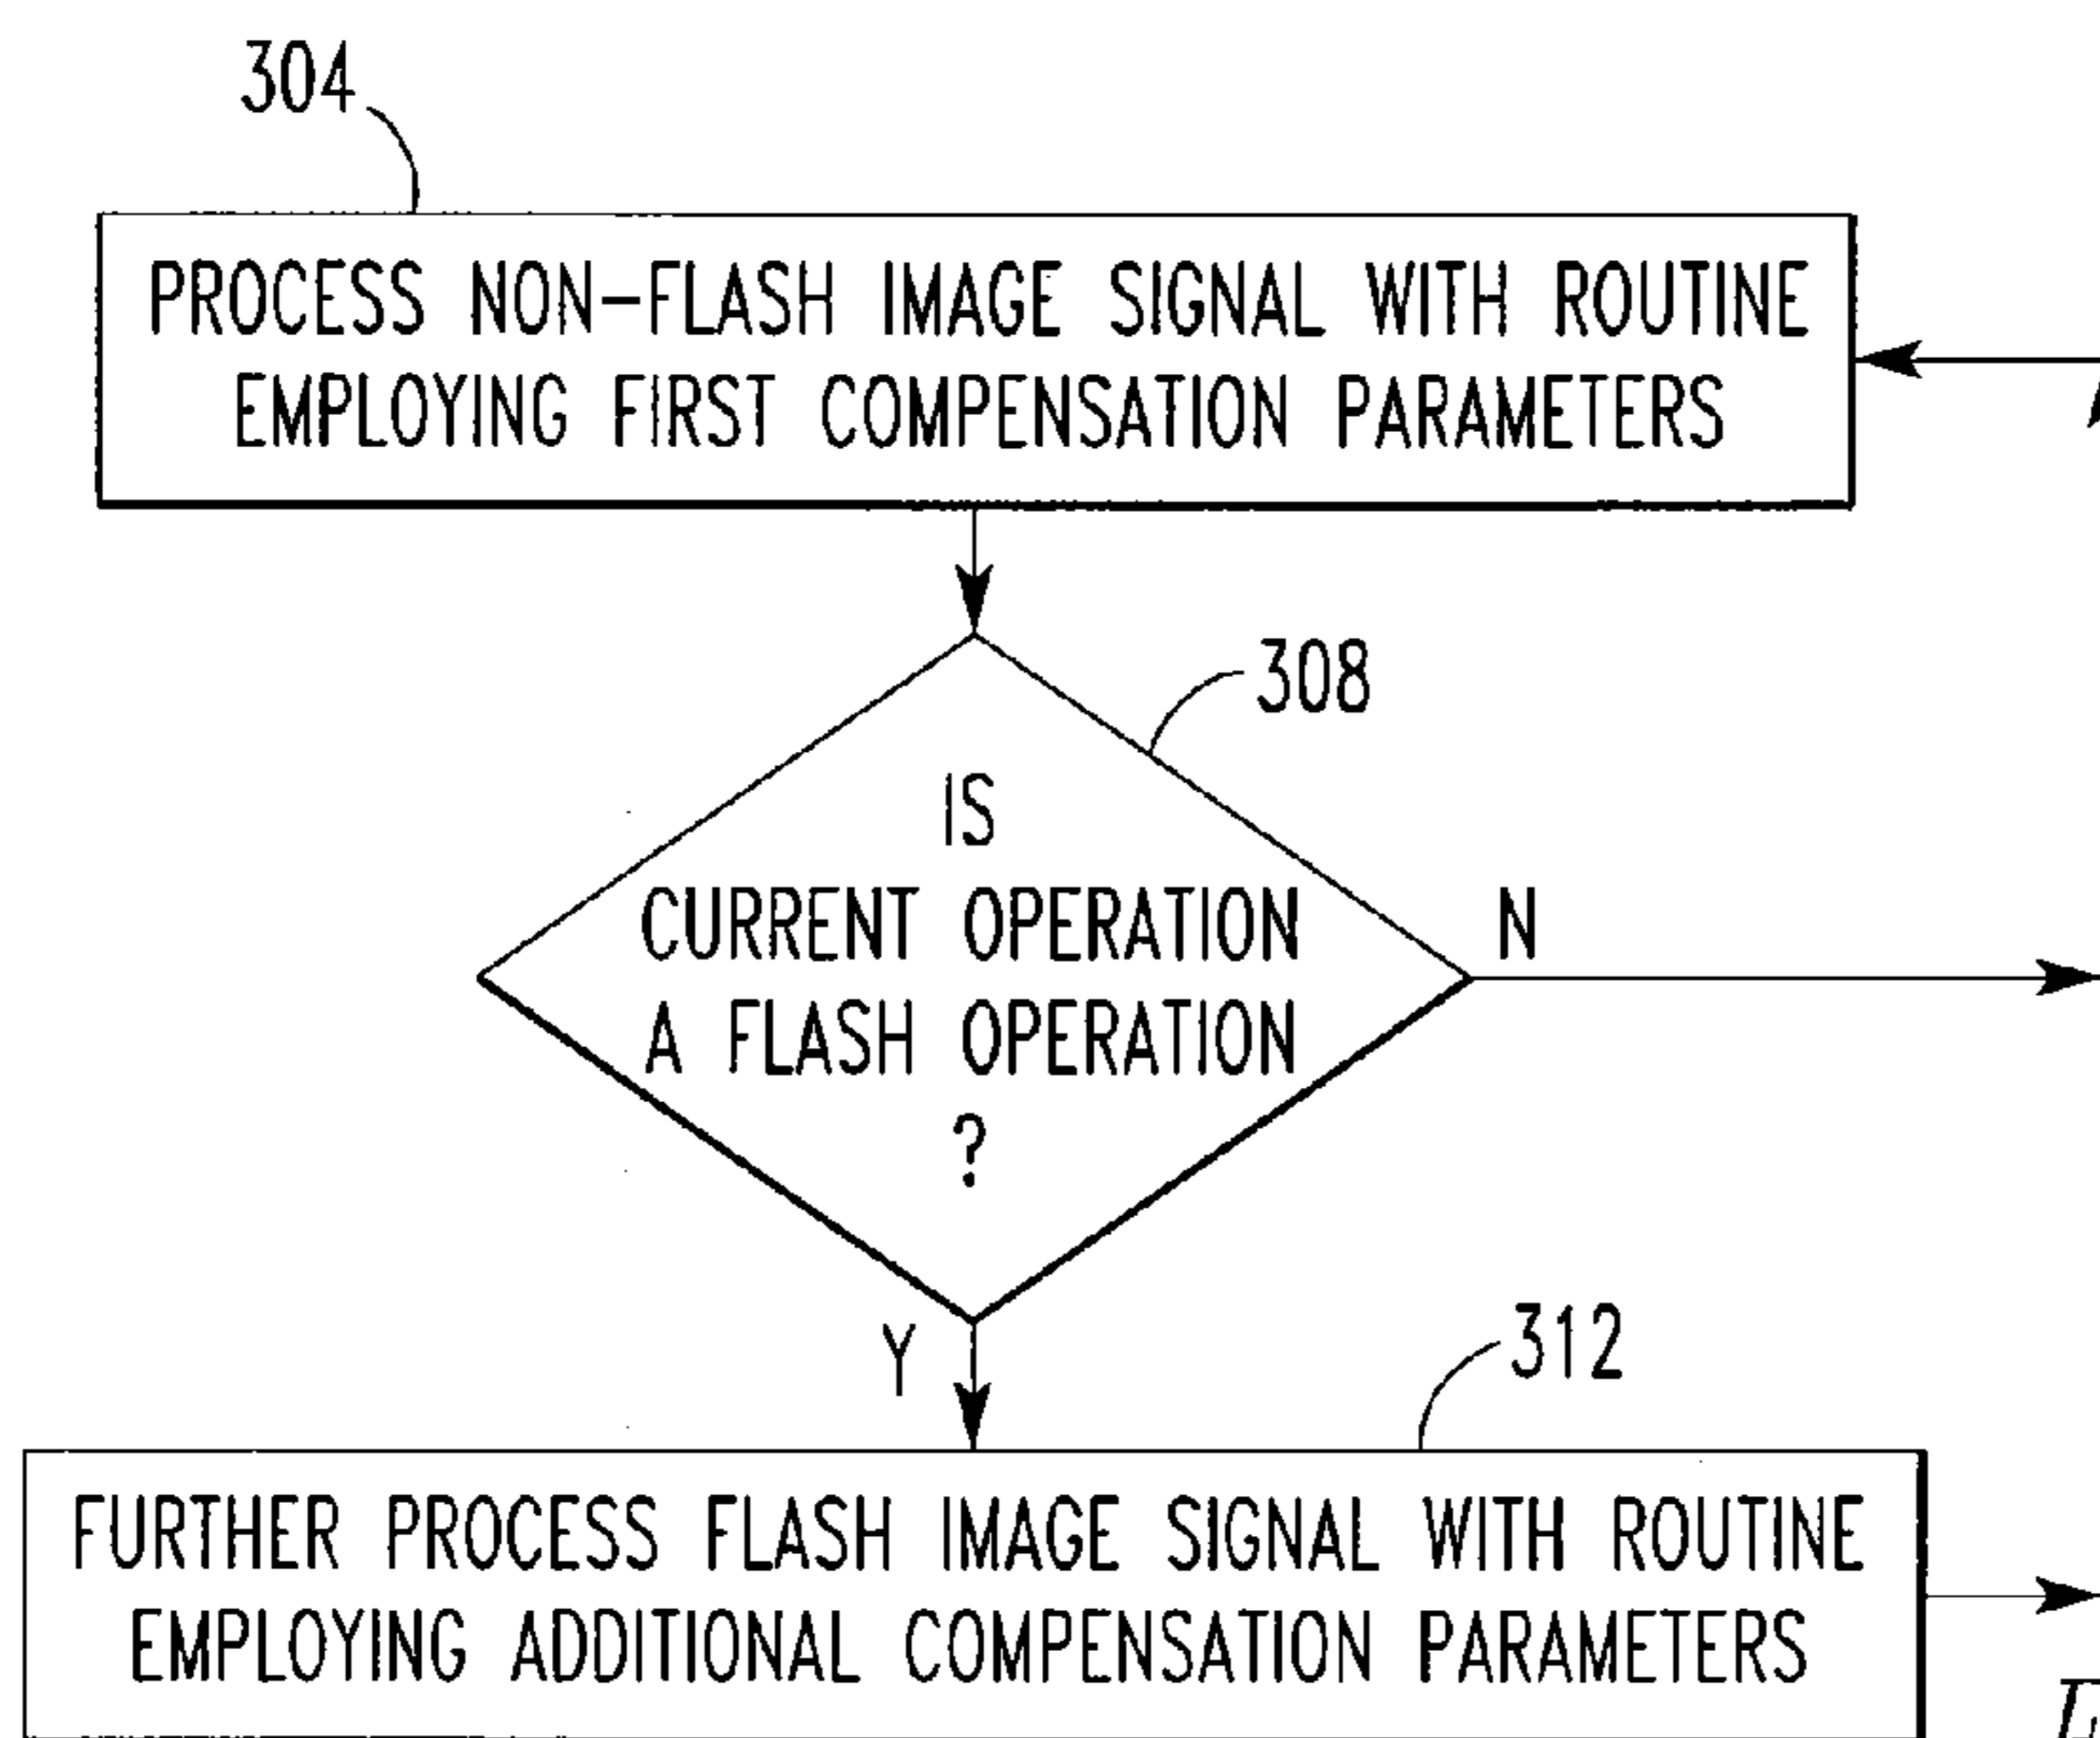 304
PROCESS NON-FLASH IMAGE SIGNAL WITH ROUTINE
EMPLOYING FIRST COMPENSATION PARAMETERS
308
IS
CURRENT OPERATION
A FLASH OPERATION
?
N
Y
312
FURTHER PROCESS FLASH IMAGE SIGNAL WITH ROUTINE
EMPLOYING ADDITIONAL COMPENSATION PARAMETERS